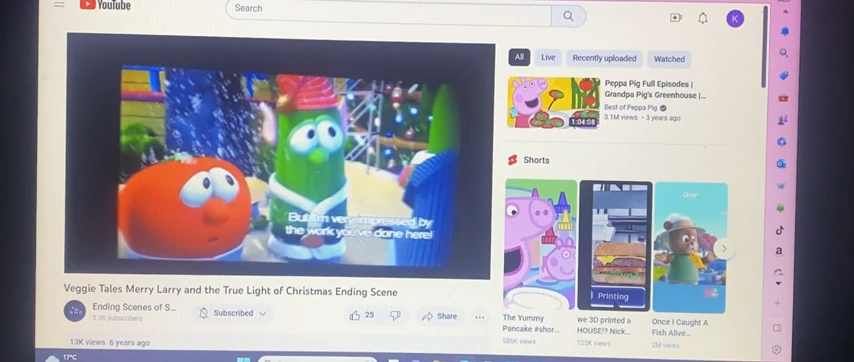 YouTube
Search
K
All
Live
Recently uploaded
Watched
Peppa Pig Full Episodes |
Grandpa Pig's Greenhouse |...
Best of Peppa Pig
3.1M views • 3 years ago
1:04:08
But I'm very impressed by
the work you've done here!
Shorts
Printing
The Yummy
Pancake #shor...
586K views
we 3D printed a
HOUSE!? Nick...
123K views
Once I Caught A
Fish Alive...
2M views
Veggie Tales Merry Larry and the True Light of Christmas Ending Scene
Ending Scenes of S...
3.3K subscribers
Subscribed
25
Share
13K views 6 years ago
17°C